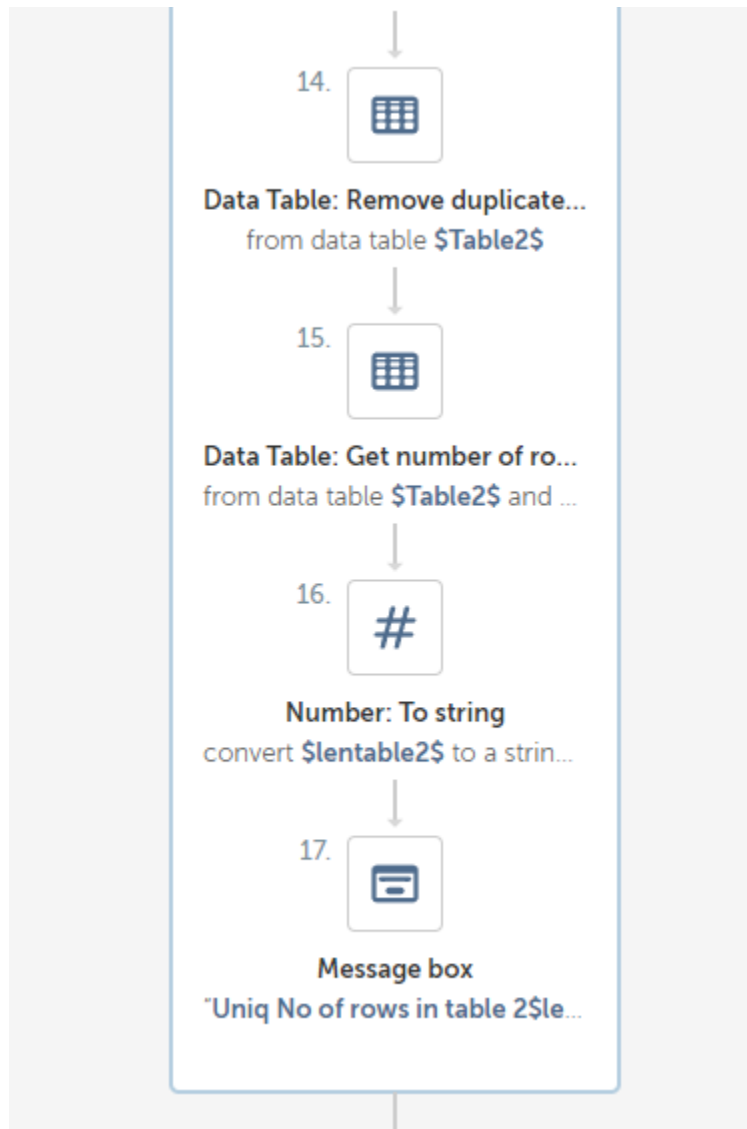 14.
Data Table: Remove duplicate...
from data table $Table2$
15.
Data Table: Get number of ro...
from data table $Table2$ and ...
16.
Number: To string
convert $lentable2$ to a strin...
17.
Message box
"Uniq No of rows in table 2$le...